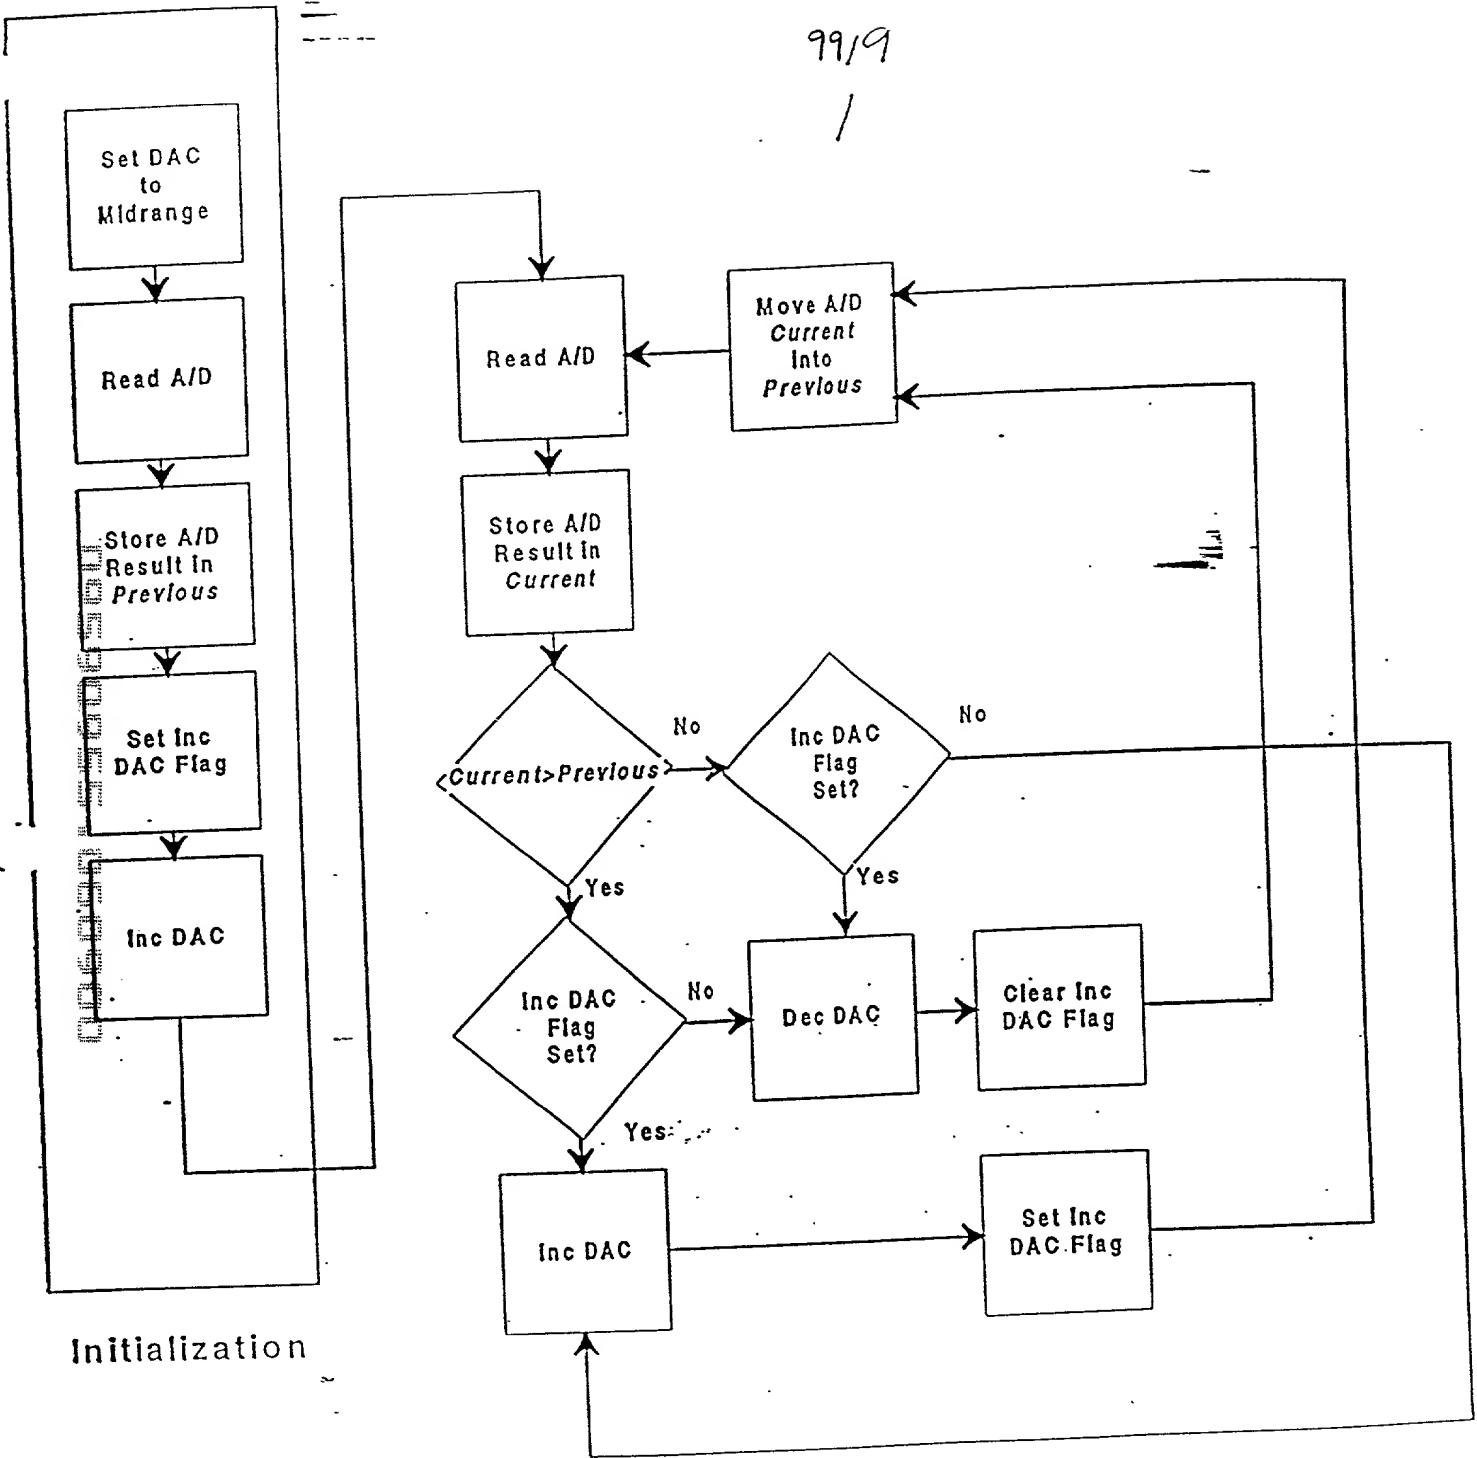 99/9
/
Set DAC
to
Midrange
Read A/D
Store A/D
Result In
Previous
Set Inc
DAC Flag
Inc DAC
Initialization
Read A/D
Move A/D
Current
Into
Previous
Store A/D
Result In
Current
Current>Previous
No
Inc DAC
Flag
Set?
No
Yes
Yes
Inc DAC
Flag
Set?
No
Dec DAC
Clear Inc
DAC Flag
Yes
Inc DAC
Set Inc
DAC Flag